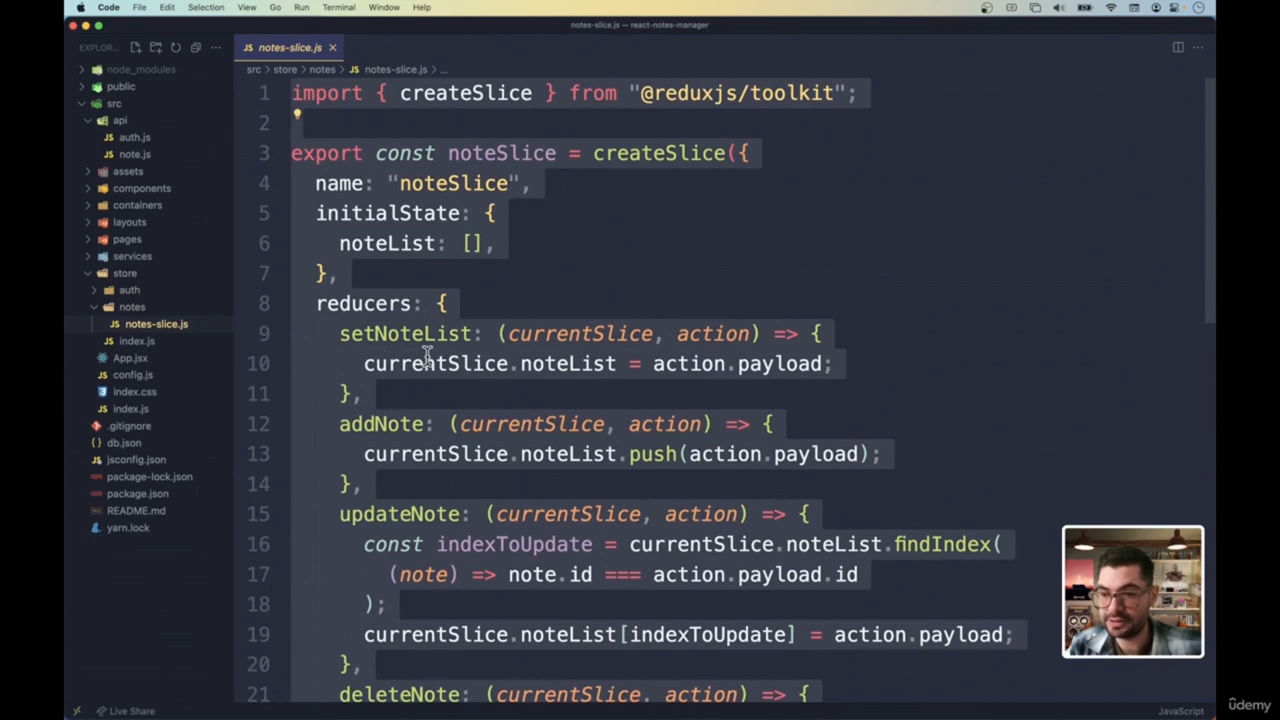 Code File Edit Selection View Go Run Terminal Window Help
notes-slice.js — react-notes-manager
EXPLOR...
notes-slice.js
src > store > notes > JS notes-slice.js > ...
node_modules
public
src
api
JS auth.js
JS note.js
assets
components
containers
layouts
pages
services
store
auth
notes
JS notes-slice.js
JS index.js
App.jsx
JS config.js
index.css
JS index.js
.gitignore
db.json
JS jsconfig.json
package-lock.json
package.json
README.md
yarn.lock
1 import { createSlice } from "@reduxjs/toolkit";
2
3 export const noteSlice = createSlice({
4 name: "noteSlice",
5 initialState: {
6 noteList: [],
7 },
8 reducers: {
9 setNoteList: (currentSlice, action) => {
10 currentSlice.noteList = action.payload;
11 },
12 addNote: (currentSlice, action) => {
13 currentSlice.noteList.push(action.payload);
14 },
15 updateNote: (currentSlice, action) => {
16 const indexToUpdate = currentSlice.noteList.findIndex(
17 (note) => note.id === action.payload.id
18 );
19 currentSlice.noteList[indexToUpdate] = action.payload;
20 },
21 deleteNote: (currentSlice, action) => {
Live Share
JavaScript
ûdemy